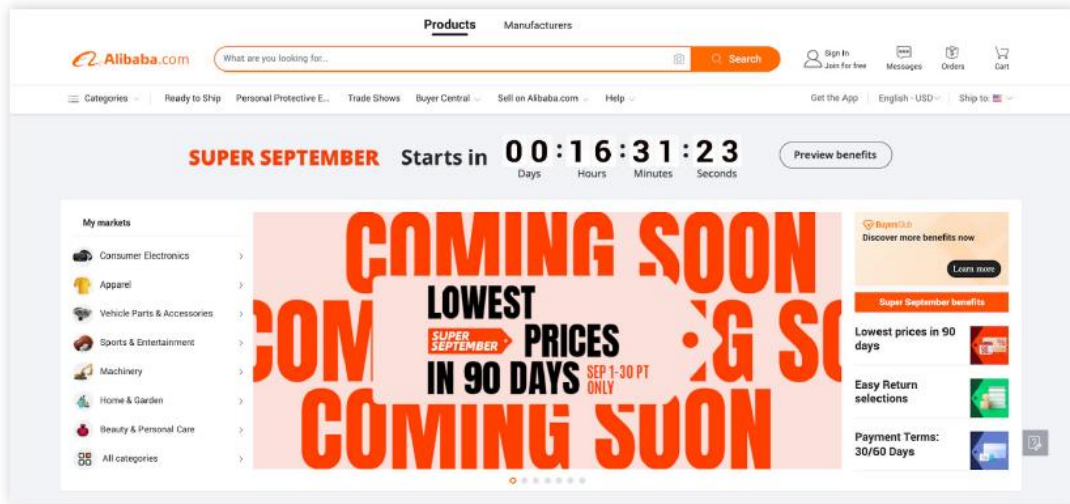 Products Manufacturers
Alibaba.com
What are you looking for...
Search
Sign In
Join for free
Messages
Orders
Cart
Categories
Ready to Ship
Personal Protective E...
Trade Shows
Buyer Central
Sell on Alibaba.com
Help
Get the App
English - USD
Ship to:
SUPER SEPTEMBER Starts in 00:16:31:23
Days Hours Minutes Seconds
Preview benefits
My markets
Consumer Electronics
Apparel
Vehicle Parts & Accessories
Sports & Entertainment
Machinery
Home & Garden
Beauty & Personal Care
All categories
COMING SOON
COMING SO
COMING SOON
LOWEST
SUPER
SEPTEMBER
PRICES
IN 90 DAYS
SEP 1-30 PT
ONLY
BuyersClub
Discover more benefits now
Learn more
Super September benefits
Lowest prices in 90
days
Easy Return
selections
Payment Terms:
30/60 Days